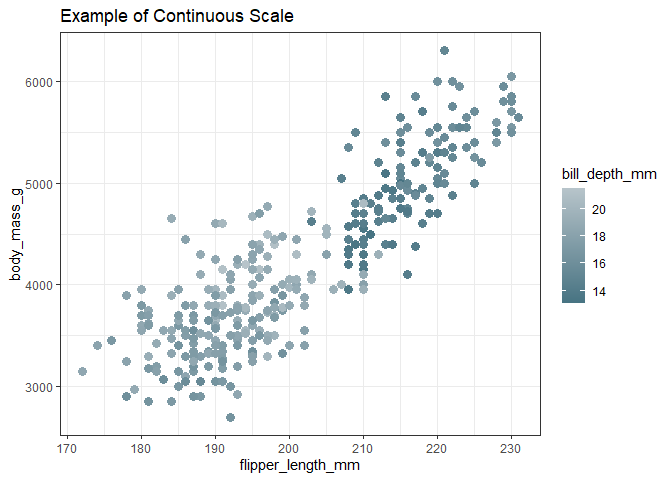 Example of Continuous Scale
6000
5000
4000
3000
body_mass_g
170 180 190 200 210 220 230
flipper_length_mm
bill_depth_mm
20
18
16
14